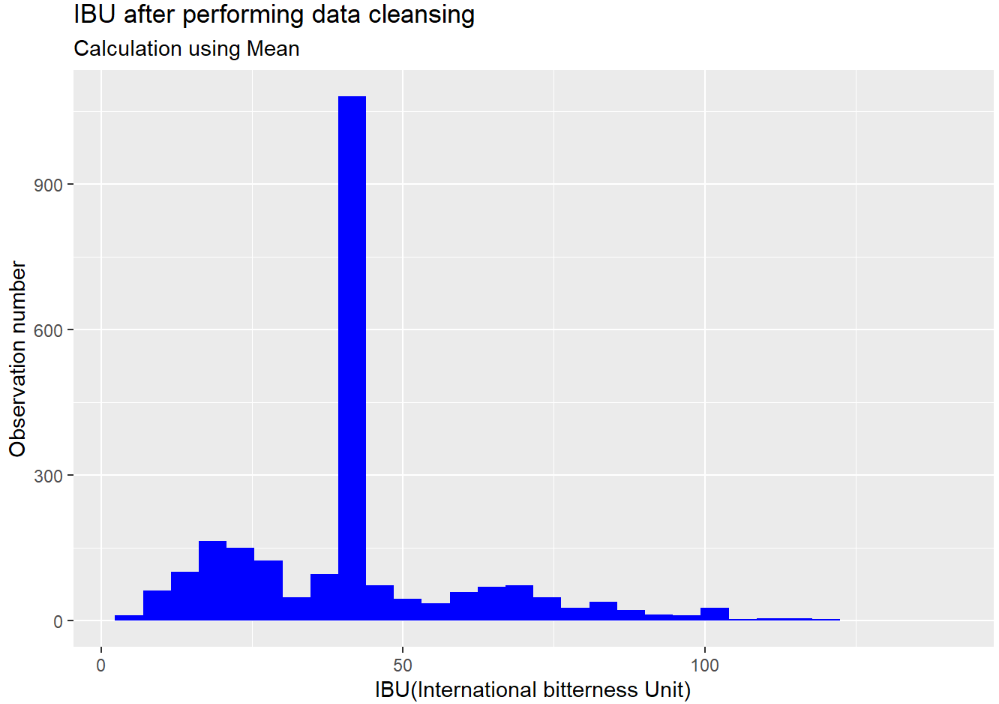 IBU after performing data cleansing
Calculation using Mean
900
600
300
0
Observation number
0 50 100
IBU(International bitterness Unit)